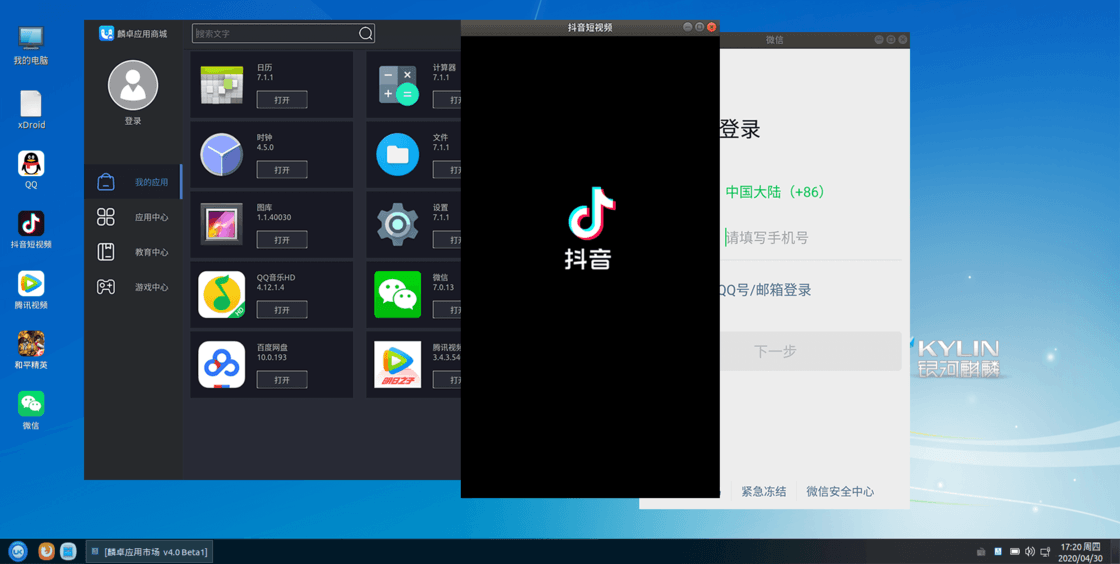 我的电脑
xDroid
QQ
抖音短视频
腾讯视频
和平精英
微信
麟卓应用商城
搜索文字
登录
我的应用
应用中心
教育中心
游戏中心
日历
7.1.1
打开
计算器
7.1.1
打
时钟
4.5.0
打开
文件
7.1.1
打
图库
1.1.40030
打开
设置
7.1.1
打
QQ音乐HD
4.12.1.4
打开
HD
微信
7.0.13
打
百度网盘
10.0.193
打开
腾讯视频
3.4.3.54
打
明日之子
抖音短视频
抖音
微信
登录
中国大陆（+86）
请填写手机号
QQ号/邮箱登录
下一步
紧急冻结
微信安全中心
KYLIN
银河麒麟
[麟卓应用市场 v4.0 Beta1]
17:20 周四
2020/04/30